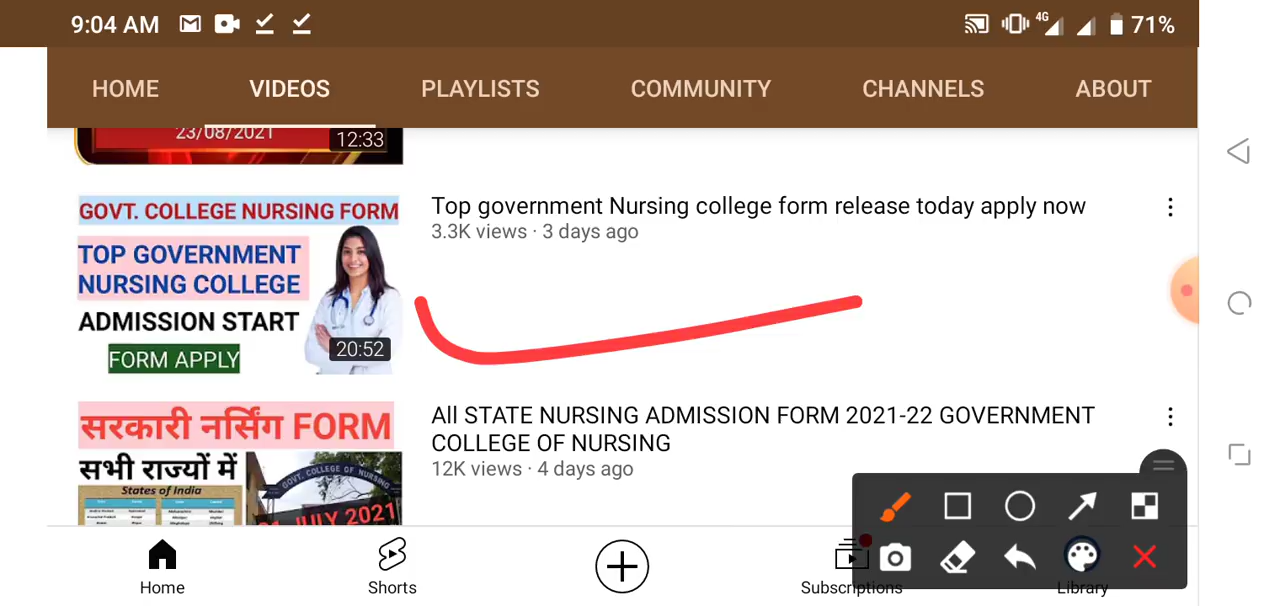 9:04 AM 4G 71%
HOME VIDEOS PLAYLISTS COMMUNITY CHANNELS ABOUT
23/08/2021
12:33
GOVT. COLLEGE NURSING FORM
TOP GOVERNMENT
NURSING COLLEGE
ADMISSION START
FORM APPLY
20:52
Top government Nursing college form release today apply now
3.3K views · 3 days ago
सरकारी नर्सिंग FORM
सभी राज्यों में
States of India
GOVT. COLLEGE OF NURSING
JULY 2021
All STATE NURSING ADMISSION FORM 2021-22 GOVERNMENT
COLLEGE OF NURSING
12K views · 4 days ago
Home Shorts Subscriptions Library